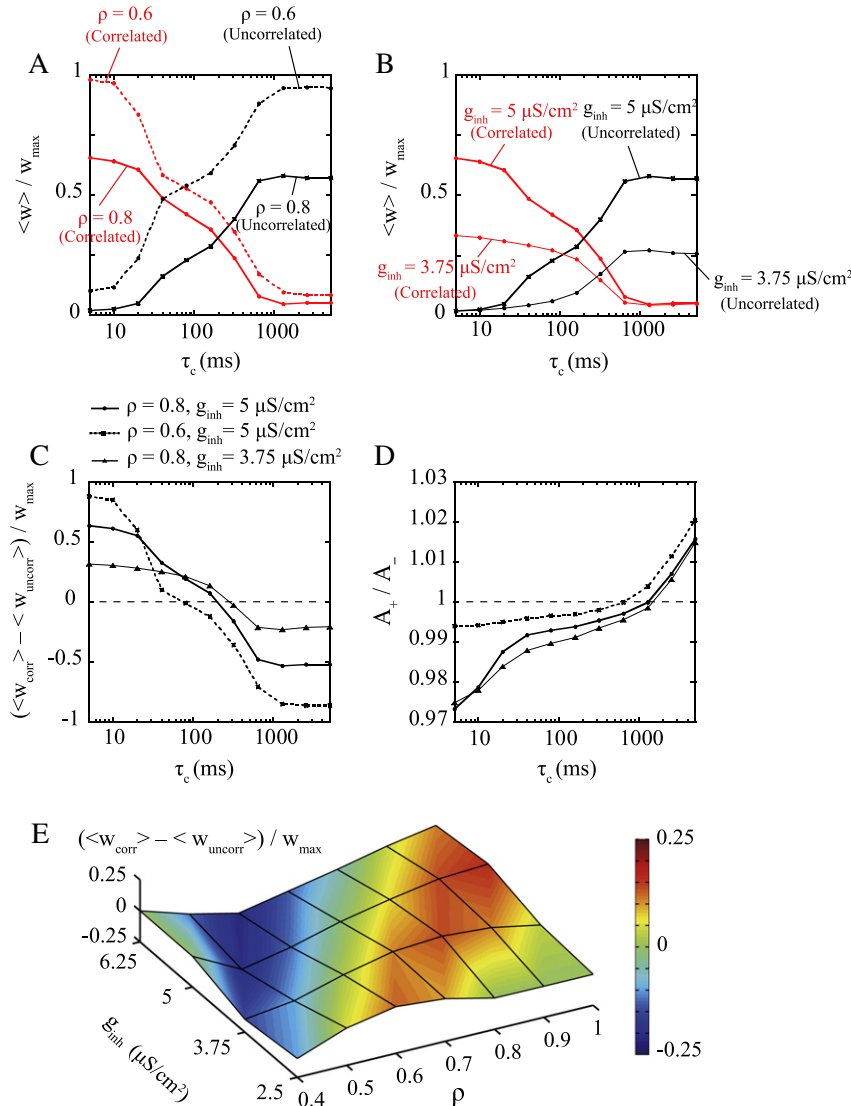 A
ρ = 0.6
(Correlated)
ρ = 0.6
(Uncorrelated)
1
0.5
0
<w> / w_max
ρ = 0.8
(Correlated)
ρ = 0.8
(Uncorrelated)
10 100 1000
τ_c (ms)
B
1
0.5
0
<w> / w_max
g_inh = 5 μS/cm²
(Correlated)
g_inh = 5 μS/cm²
(Uncorrelated)
g_inh = 3.75 μS/cm²
(Correlated)
g_inh = 3.75 μS/cm²
(Uncorrelated)
10 100 1000
τ_c (ms)
ρ = 0.8, g_inh = 5 μS/cm²
ρ = 0.6, g_inh = 5 μS/cm²
ρ = 0.8, g_inh = 3.75 μS/cm²
C
1
0.5
0
-0.5
-1
(<w_corr> – < w_uncorr>) / w_max
10 100 1000
τ_c (ms)
D
1.03
1.02
1.01
1
0.99
0.98
0.97
A_+ / A_–
10 100 1000
τ_c (ms)
E
(<w_corr> – < w_uncorr>) / w_max
0.25
0
-0.25
6.25
5
3.75
2.5
g_inh (μS/cm²)
0.4 0.5 0.6 0.7 0.8 0.9 1
ρ
0.25
0
-0.25